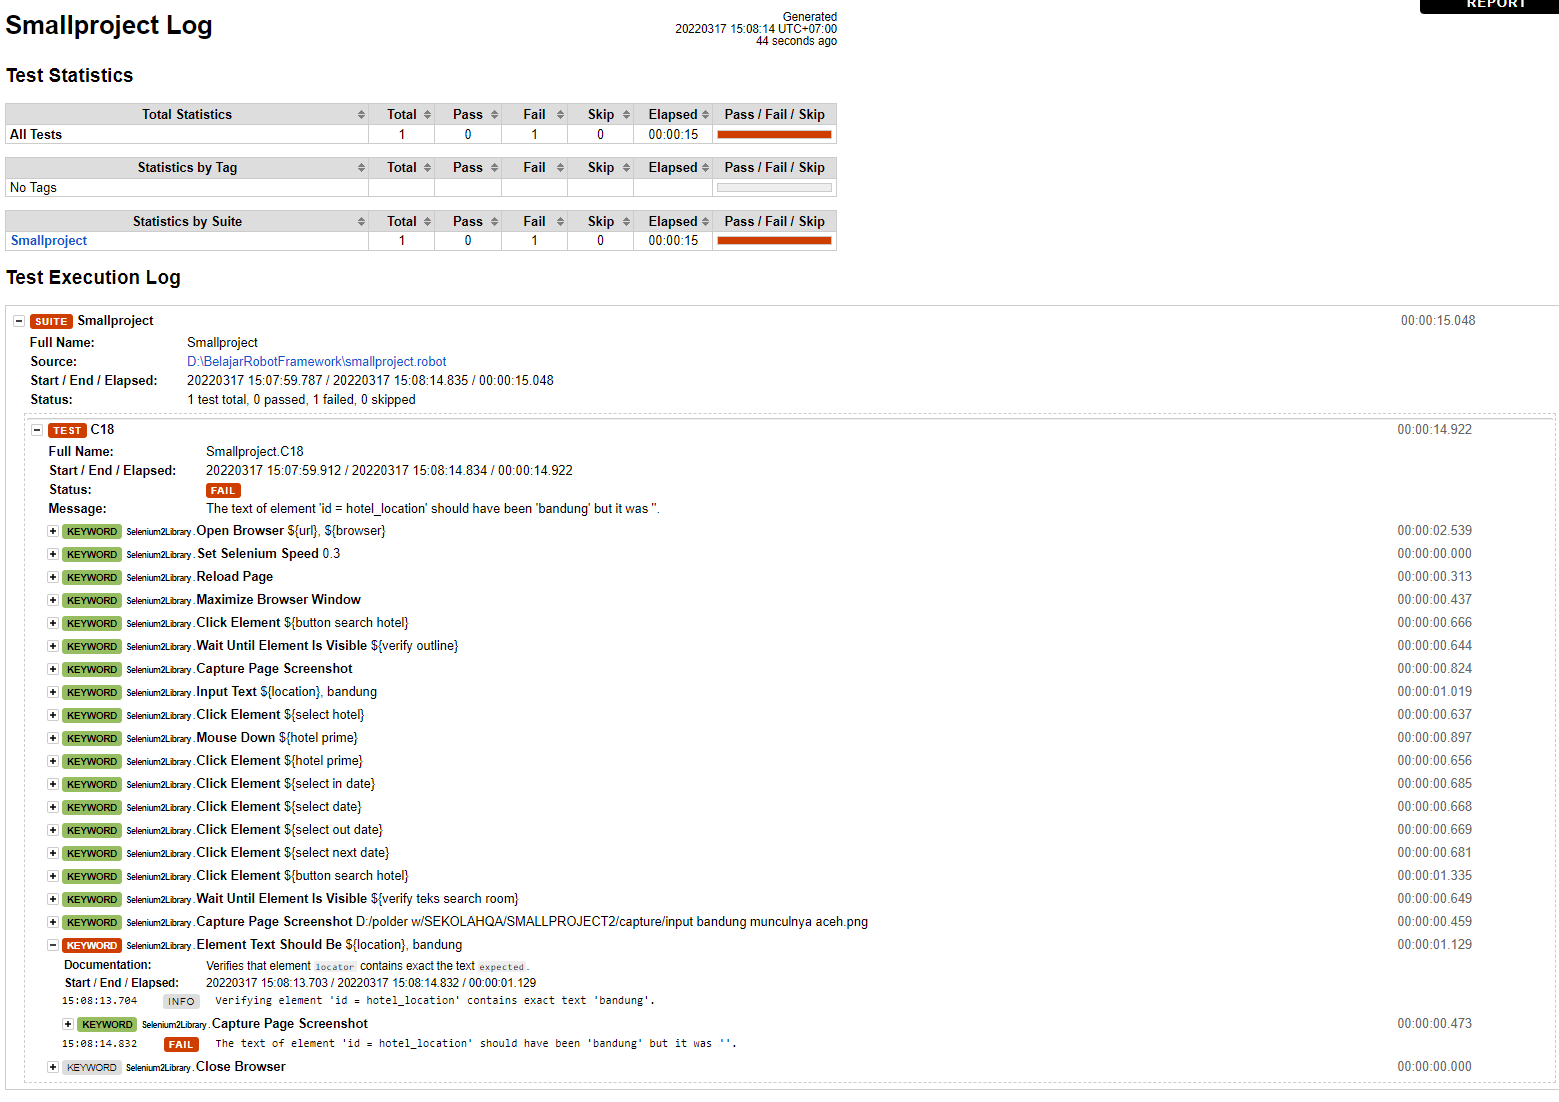 REPORT
Smallproject Log
Generated
20220317 15:08:14 UTC+07:00
44 seconds ago
Test Statistics
Total Statistics Total Pass Fail Skip Elapsed Pass / Fail / Skip
All Tests 1 0 1 0 00:00:15
Statistics by Tag Total Pass Fail Skip Elapsed Pass / Fail / Skip
No Tags
Statistics by Suite Total Pass Fail Skip Elapsed Pass / Fail / Skip
Smallproject 1 0 1 0 00:00:15
Test Execution Log
SUITE Smallproject 00:00:15.048
Full Name: Smallproject
Source: D:\BelajarRobotFramework\smallproject.robot
Start / End / Elapsed: 20220317 15:07:59.787 / 20220317 15:08:14.835 / 00:00:15.048
Status: 1 test total, 0 passed, 1 failed, 0 skipped
TEST C18 00:00:14.922
Full Name: Smallproject.C18
Start / End / Elapsed: 20220317 15:07:59.912 / 20220317 15:08:14.834 / 00:00:14.922
Status: FAIL
Message: The text of element 'id = hotel_location' should have been 'bandung' but it was ''.
KEYWORD Selenium2Library.Open Browser ${url}, ${browser} 00:00:02.539
KEYWORD Selenium2Library.Set Selenium Speed 0.3 00:00:00.000
KEYWORD Selenium2Library.Reload Page 00:00:00.313
KEYWORD Selenium2Library.Maximize Browser Window 00:00:00.437
KEYWORD Selenium2Library.Click Element ${button search hotel} 00:00:00.666
KEYWORD Selenium2Library.Wait Until Element Is Visible ${verify outline} 00:00:00.644
KEYWORD Selenium2Library.Capture Page Screenshot 00:00:00.824
KEYWORD Selenium2Library.Input Text ${location}, bandung 00:00:01.019
KEYWORD Selenium2Library.Click Element ${select hotel} 00:00:00.637
KEYWORD Selenium2Library.Mouse Down ${hotel prime} 00:00:00.897
KEYWORD Selenium2Library.Click Element ${hotel prime} 00:00:00.656
KEYWORD Selenium2Library.Click Element ${select in date} 00:00:00.685
KEYWORD Selenium2Library.Click Element ${select date} 00:00:00.668
KEYWORD Selenium2Library.Click Element ${select out date} 00:00:00.669
KEYWORD Selenium2Library.Click Element ${select next date} 00:00:00.681
KEYWORD Selenium2Library.Click Element ${button search hotel} 00:00:01.335
KEYWORD Selenium2Library.Wait Until Element Is Visible ${verify teks search room} 00:00:00.649
KEYWORD Selenium2Library.Capture Page Screenshot D:/polder w/SEKOLAHQA/SMALLPROJECT2/capture/input bandung munculnya aceh.png 00:00:00.459
KEYWORD Selenium2Library.Element Text Should Be ${location}, bandung 00:00:01.129
Documentation: Verifies that element locator contains exact the text expected.
Start / End / Elapsed: 20220317 15:08:13.703 / 20220317 15:08:14.832 / 00:00:01.129
15:08:13.704 INFO Verifying element 'id = hotel_location' contains exact text 'bandung'.
KEYWORD Selenium2Library.Capture Page Screenshot 00:00:00.473
15:08:14.832 FAIL The text of element 'id = hotel_location' should have been 'bandung' but it was ''.
KEYWORD Selenium2Library.Close Browser 00:00:00.000